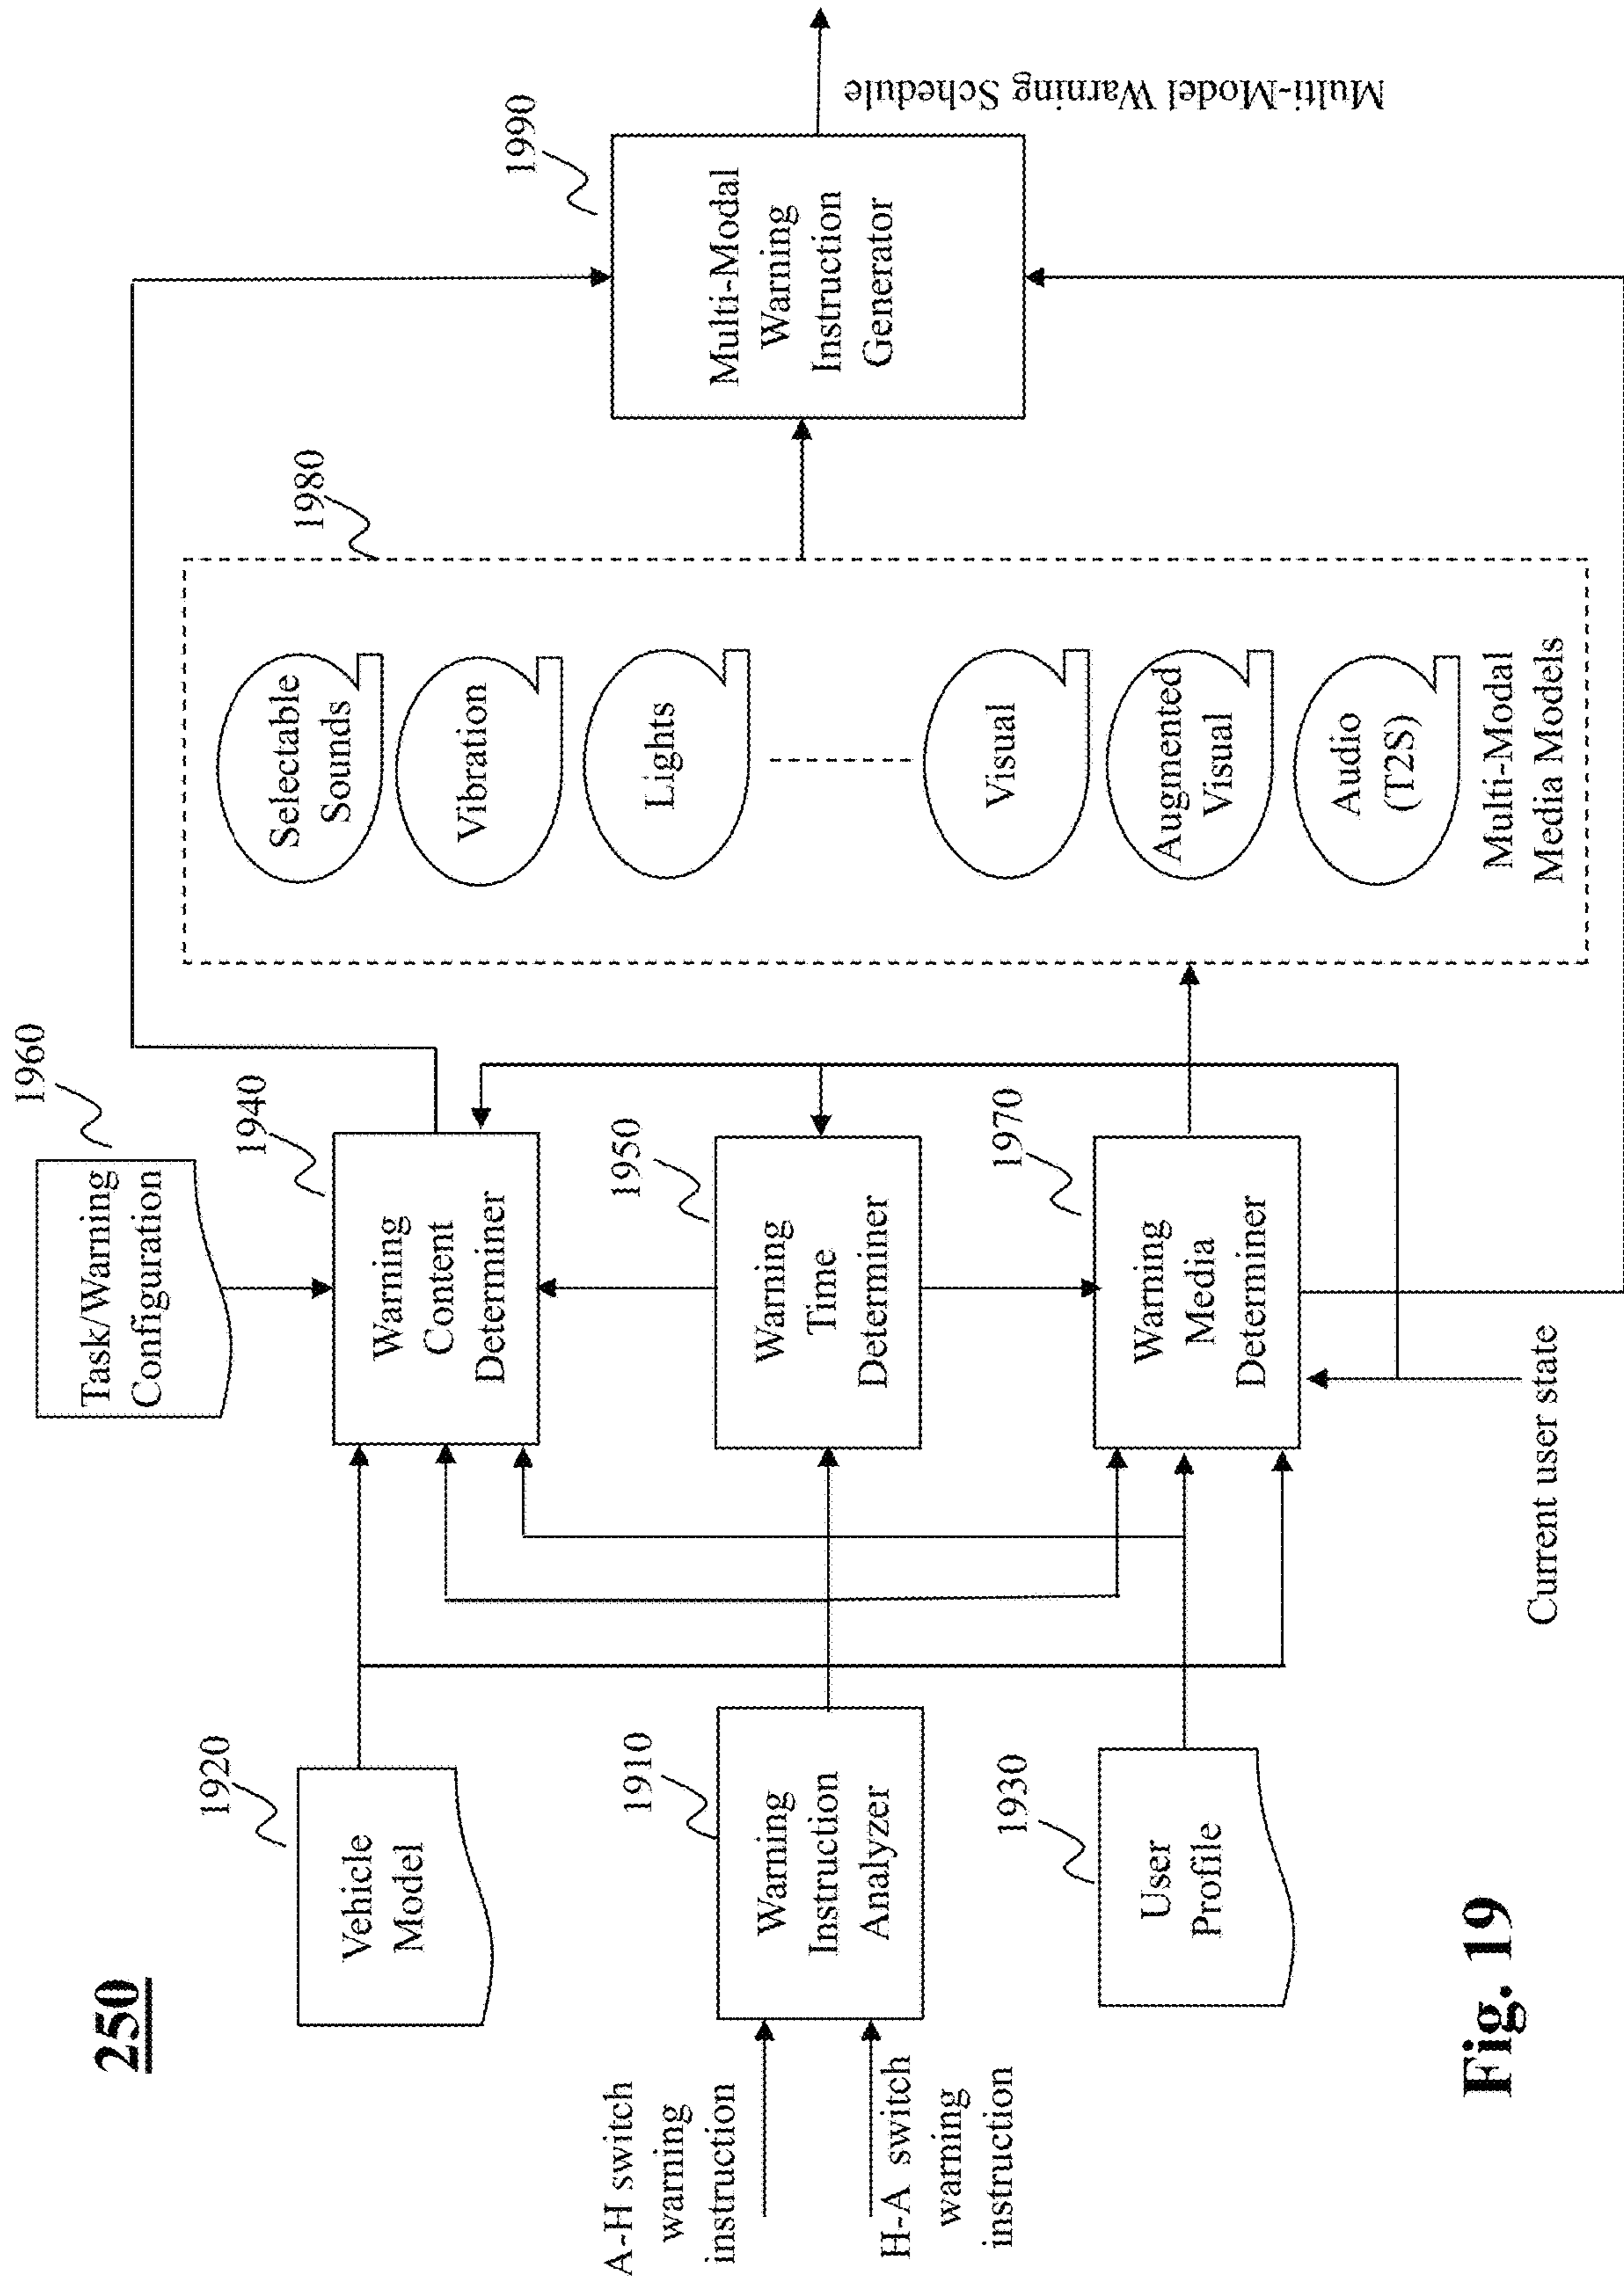 250
1960
Task/Warning
Configuration
1920
Vehicle
Model
1940
Warning
Content
Determiner
1980
Selectable
Sounds
Vibration
Lights
Visual
Augmented
Visual
Audio
(T2S)
Multi-Modal
Media Models
1990
Multi-Modal
Warning
Instruction
Generator
Multi-Model Warning Schedule
A-H switch
warning
instruction
H-A switch
warning
instruction
1910
Warning
Instruction
Analyzer
1950
Warning
Time
Determiner
1930
User
Profile
1970
Warning
Media
Determiner
Current user state
Fig. 19